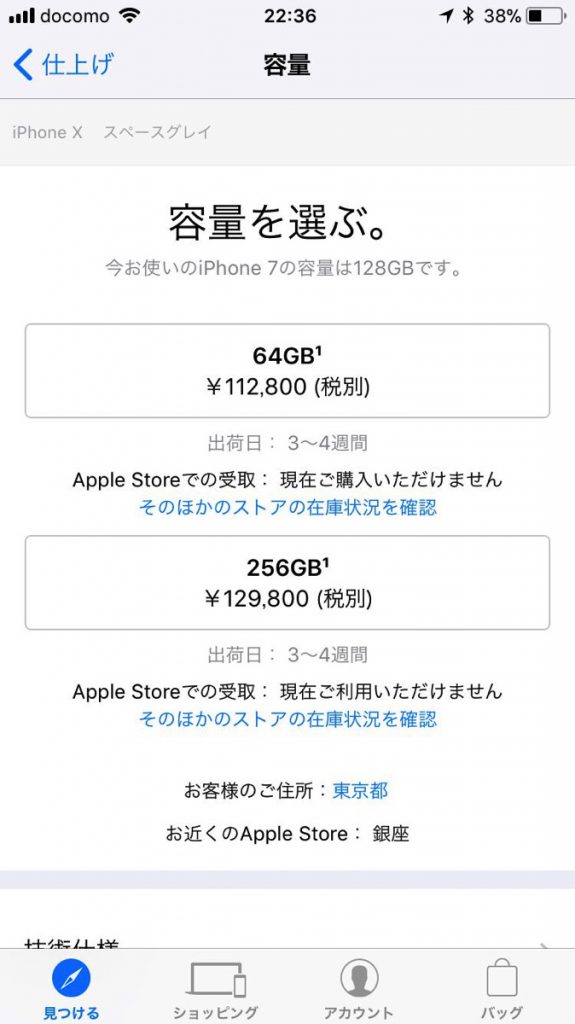 docomo 22:36 38%
仕上げ 容量
iPhone X スペースグレイ
容量を選ぶ。
今お使いのiPhone 7の容量は128GBです。
64GB¹
￥112,800 (税別)
出荷日： 3〜4週間
Apple Storeでの受取： 現在ご購入いただけません
そのほかのストアの在庫状況を確認
256GB¹
￥129,800 (税別)
出荷日： 3〜4週間
Apple Storeでの受取： 現在ご利用いただけません
そのほかのストアの在庫状況を確認
お客様のご住所：東京都
お近くのApple Store： 銀座
技術仕様
見つける ショッピング アカウント バッグ